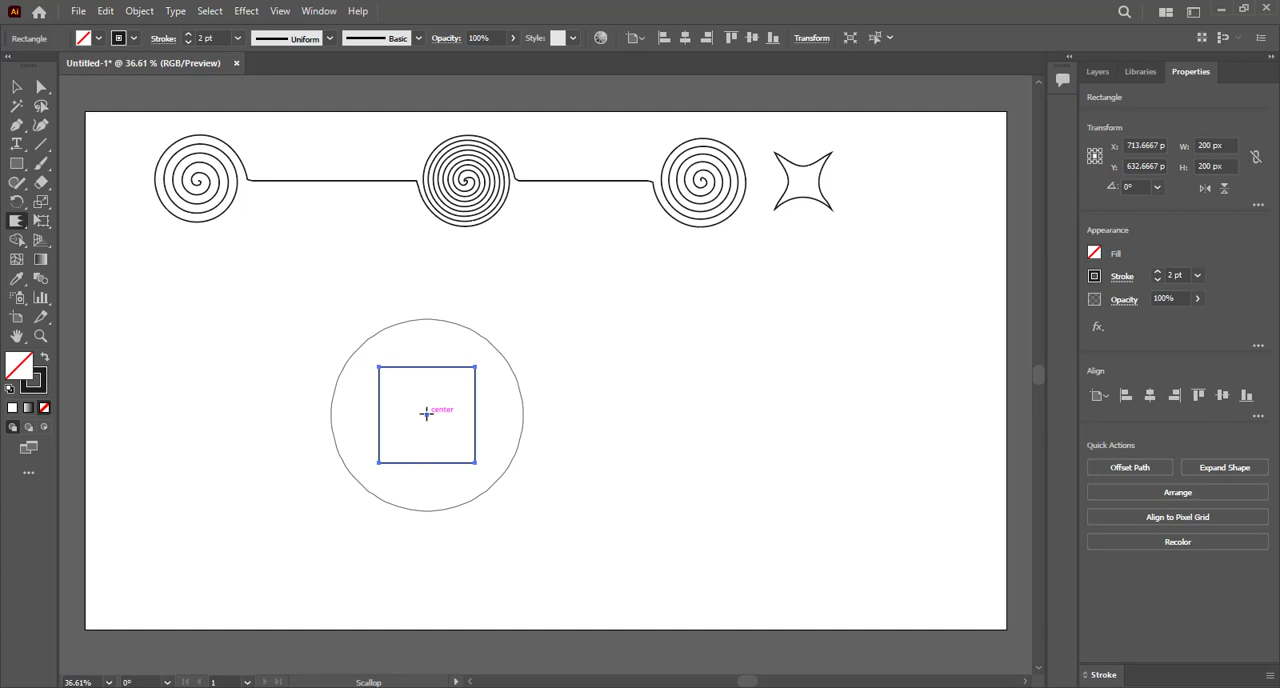 Ai File Edit Object Type Select Effect View Window Help
Rectangle Stroke: 2 pt Uniform Basic Opacity: 100% Style: Transform
Untitled-1* @ 36.61 % (RGB/Preview) ×
Layers Libraries Properties
Rectangle
Transform
X: 713.6667 p W: 200 px
Y: 632.6667 p H: 200 px
0°
Appearance
Fill
Stroke 2 pt
Opacity 100%
fx.
Align
Quick Actions
Offset Path Expand Shape
Arrange
Align to Pixel Grid
Recolor
center
36.61% 0° 1 Scallop
Stroke